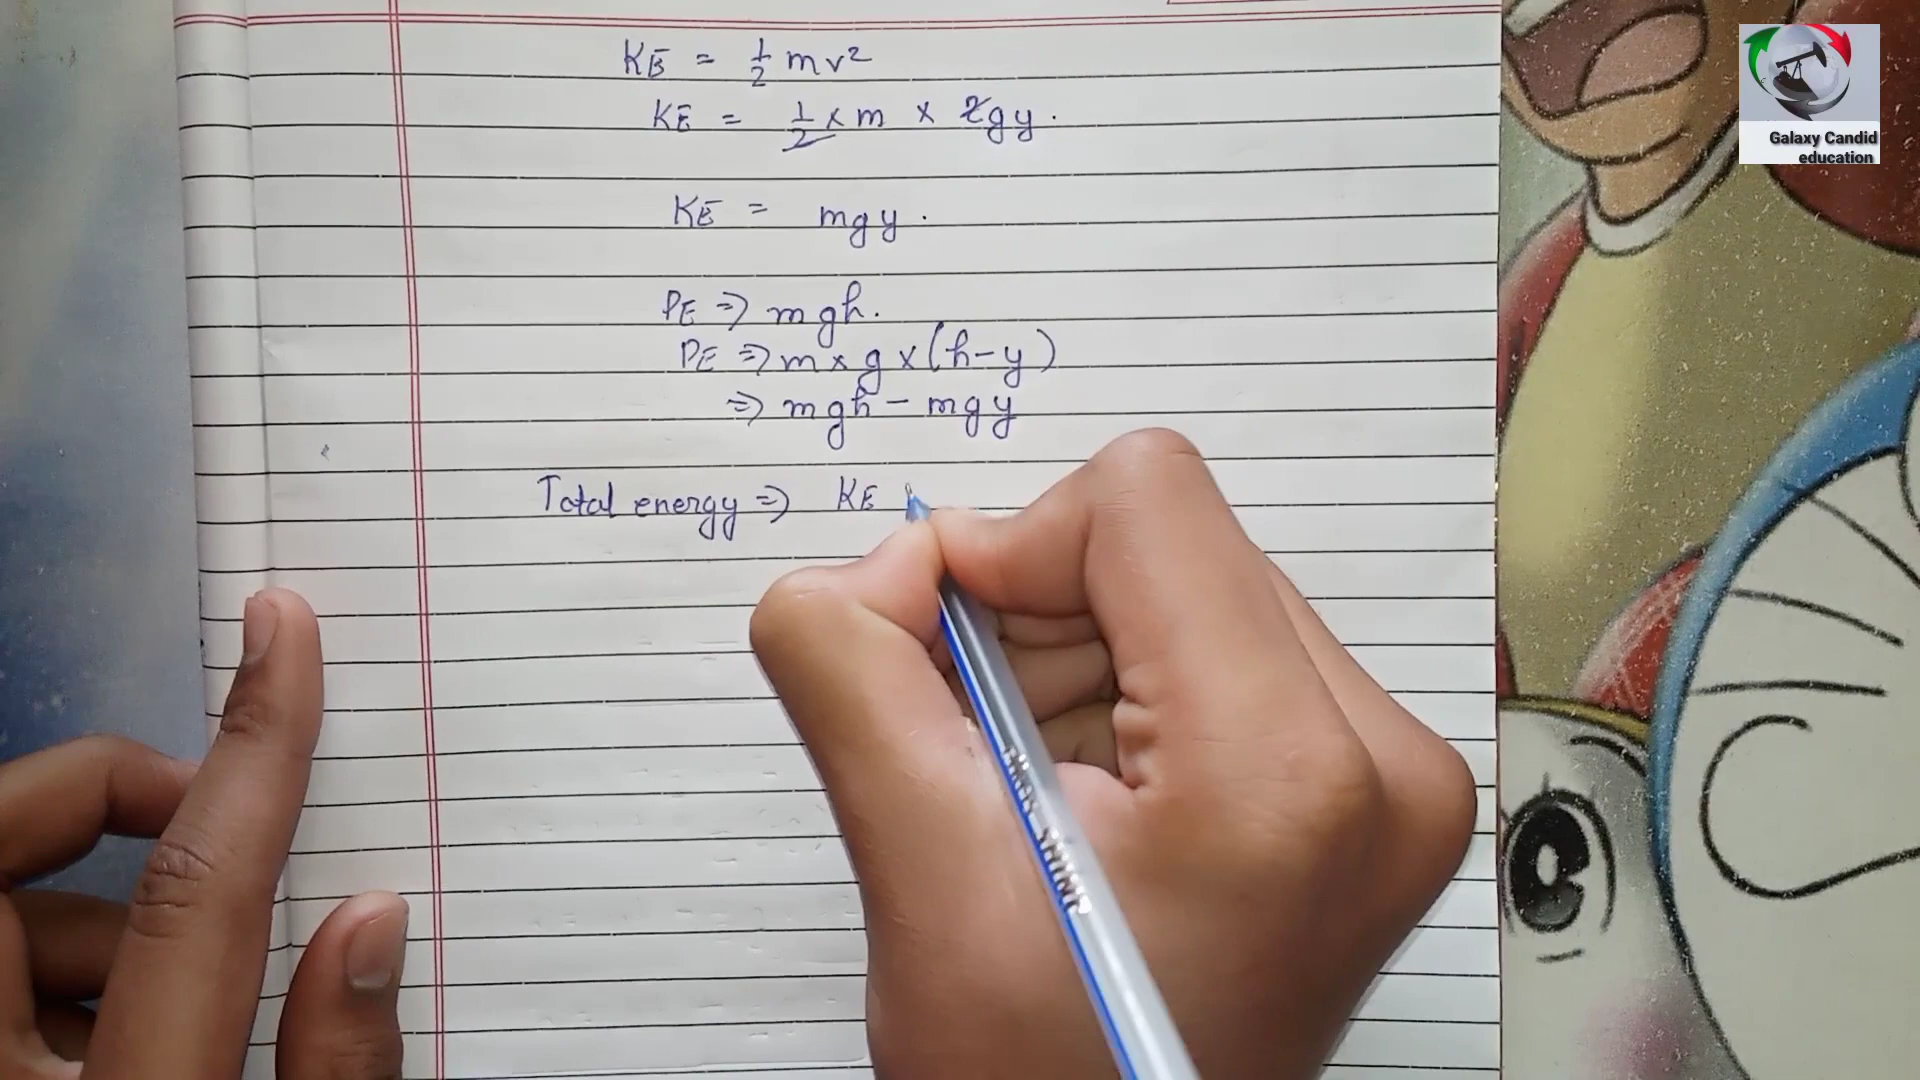 KE = 1/2 mv²
KE = 1/2 x m x 2gy.
KE = mgy.
PE ⇒ mgh.
PE ⇒ m x g x (h-y)
⇒ mgh - mgy
Total energy ⇒ KE
Galaxy Candid
education